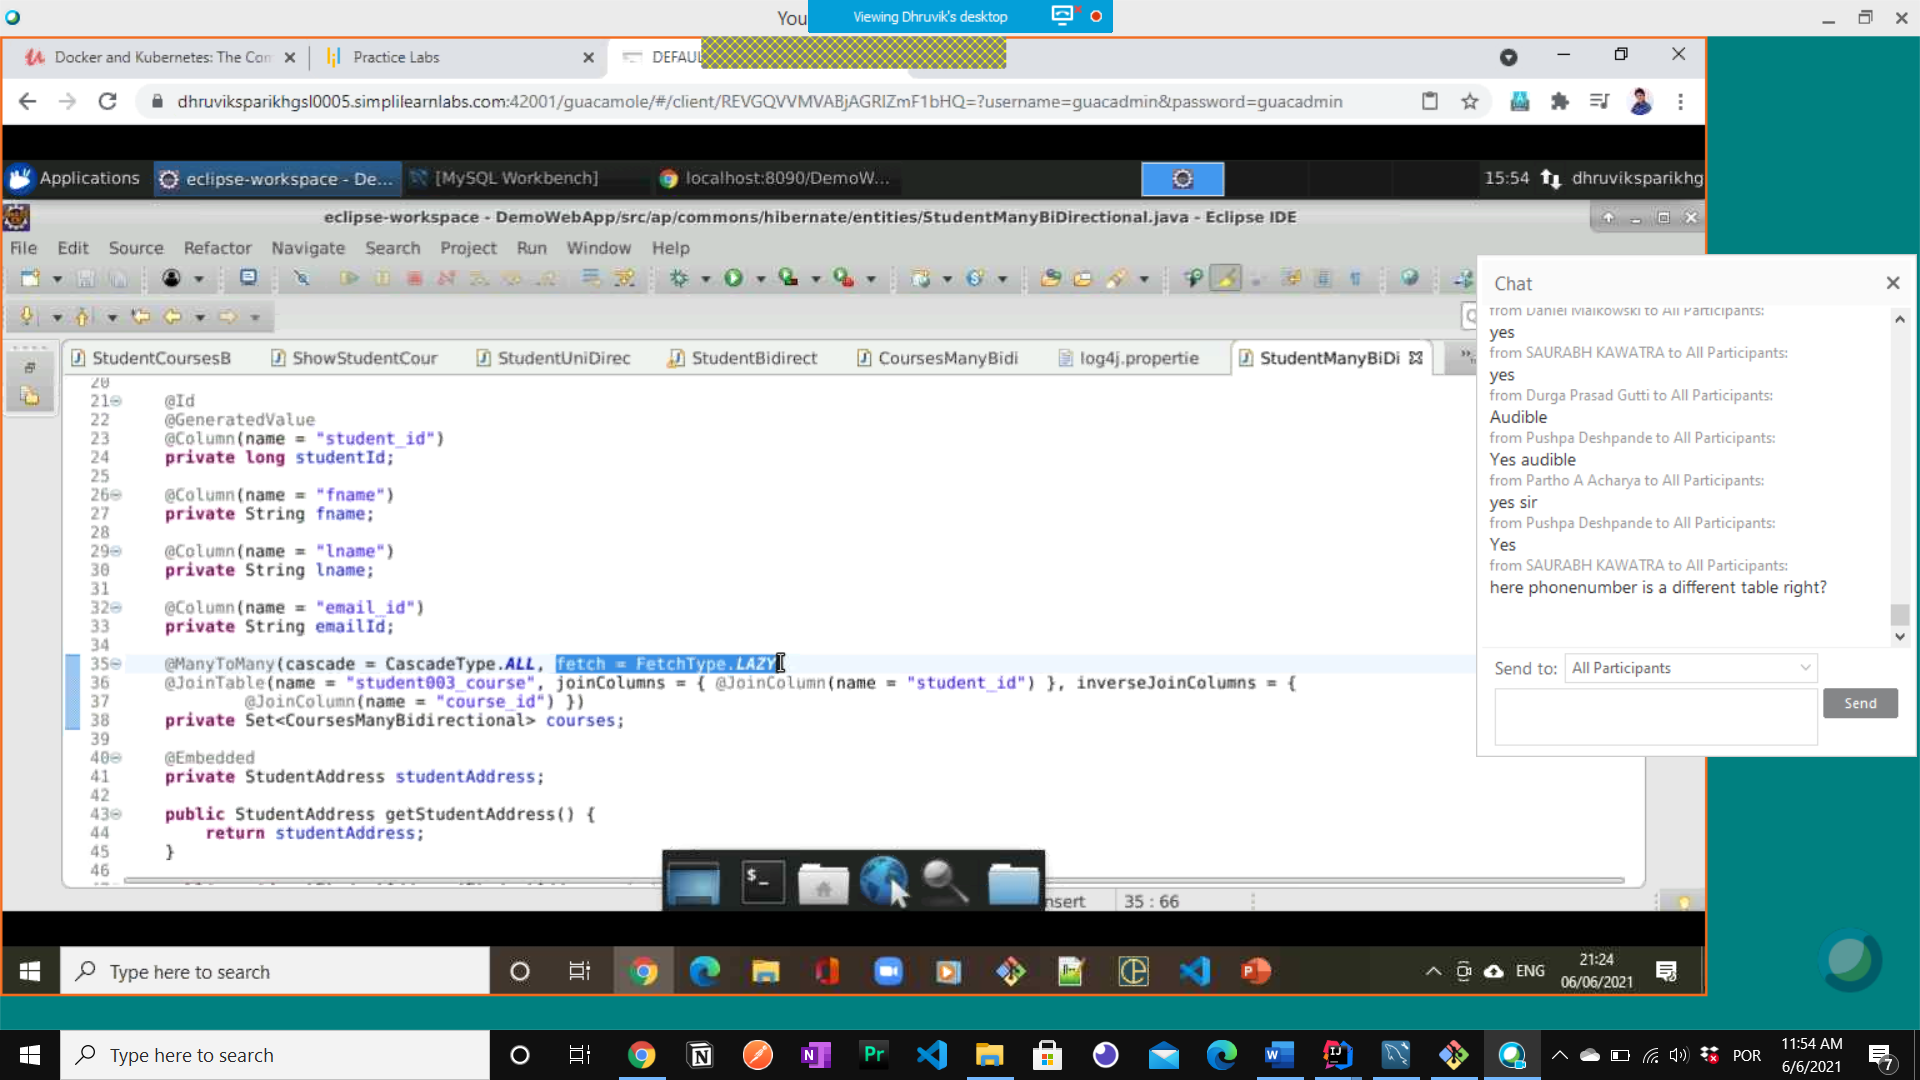 You
Viewing Dhruvik's desktop
Docker and Kubernetes: The Com
Practice Labs
DEFAUL
dhruviksparikhgsl0005.simplilearnlabs.com:42001/guacamole/#/client/REVGQVVMVABjAGRlZmF1bHQ=?username=guacadmin&password=guacadmin
Applications
eclipse-workspace - De...
[MySQL Workbench]
localhost:8090/DemoW...
15:54
dhruviksparikhg
eclipse-workspace - DemoWebApp/src/ap/commons/hibernate/entities/StudentManyBiDirectional.java - Eclipse IDE
File Edit Source Refactor Navigate Search Project Run Window Help
StudentCoursesB
ShowStudentCour
StudentUniDirec
StudentBidirect
CoursesManyBidi
log4j.propertie
StudentManyBiDi
20
21 @Id
22 @GeneratedValue
23 @Column(name = "student_id")
24 private long studentId;
25
26 @Column(name = "fname")
27 private String fname;
28
29 @Column(name = "lname")
30 private String lname;
31
32 @Column(name = "email_id")
33 private String emailId;
34
35 @ManyToMany(cascade = CascadeType.ALL, fetch = FetchType.LAZY
36 @JoinTable(name = "student003_course", joinColumns = { @JoinColumn(name = "student_id") }, inverseJoinColumns = {
37 @JoinColumn(name = "course_id") })
38 private Set<CoursesManyBidirectional> courses;
39
40 @Embedded
41 private StudentAddress studentAddress;
42
43 public StudentAddress getStudentAddress() {
44 return studentAddress;
45 }
46
nsert
35 : 66
Chat
from Daniel Malkowski to All Participants:
yes
from SAURABH KAWATRA to All Participants:
yes
from Durga Prasad Gutti to All Participants:
Audible
from Pushpa Deshpande to All Participants:
Yes audible
from Partho A Acharya to All Participants:
yes sir
from Pushpa Deshpande to All Participants:
Yes
from SAURABH KAWATRA to All Participants:
here phonenumber is a different table right?
Send to: All Participants
Send
Type here to search
ENG
21:24
06/06/2021
Type here to search
POR
11:54 AM
6/6/2021
7